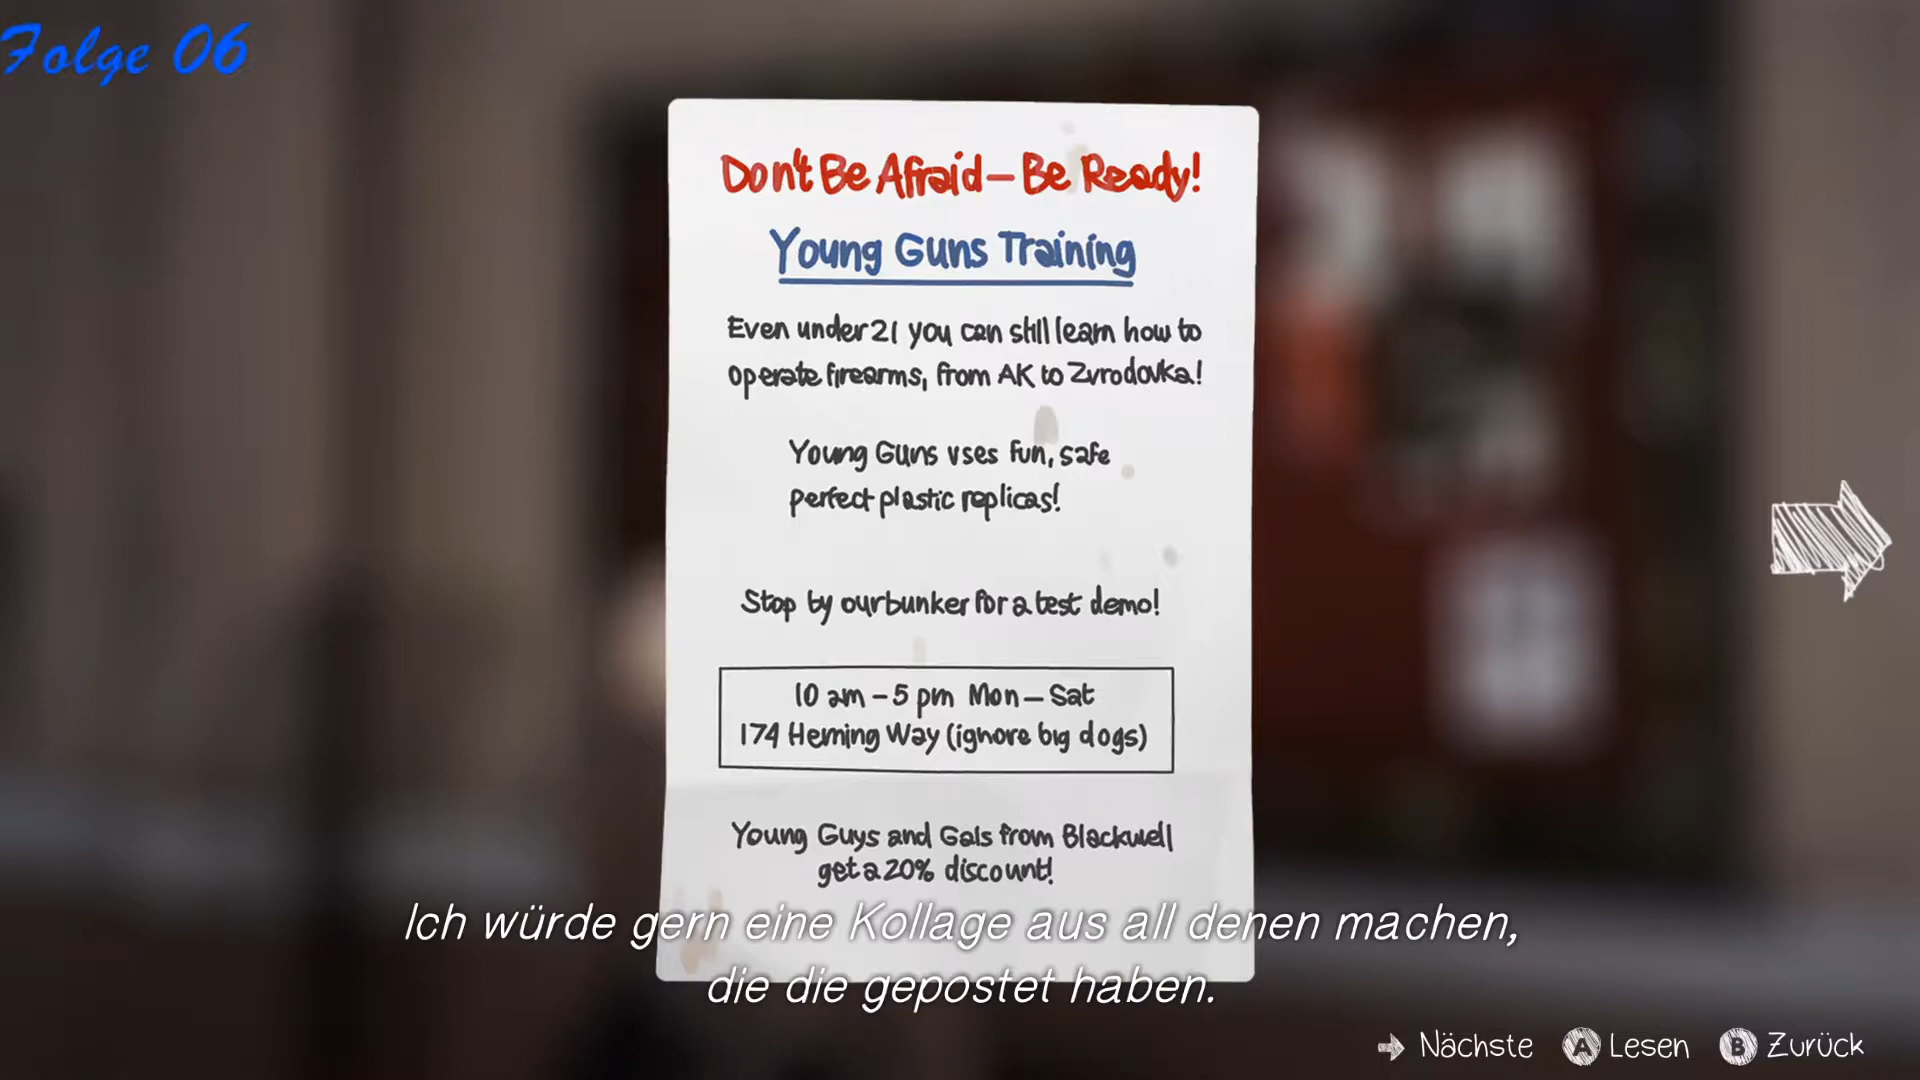 Folge 06
Don't Be Afraid — Be Ready!
Young Guns Training
Even under 21 you can still learn how to
operate firearms, from AK to Zvrodovka!
Young Guns uses fun, safe
perfect plastic replicas!
Stop by our bunker for a test demo!
10 am – 5 pm Mon – Sat
174 Heming Way (ignore big dogs)
Young Guys and Gals from Blackwell
get a 20% discount!
Ich würde gern eine Kollage aus all denen machen,
die die gepostet haben.
Nächste A Lesen B Zurück